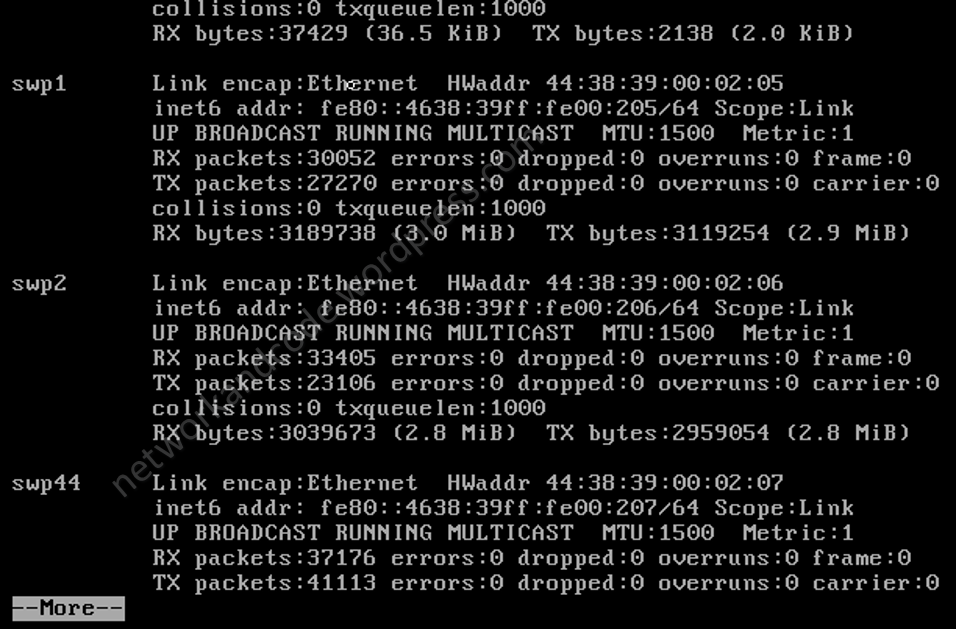 collisions:0 txqueuelen:1000
RX bytes:37429 (36.5 KiB)  TX bytes:2138 (2.0 KiB)
swp1      Link encap:Ethernet  HWaddr 44:38:39:00:02:05
inet6 addr: fe80::4638:39ff:fe00:205/64 Scope:Link
UP BROADCAST RUNNING MULTICAST  MTU:1500  Metric:1
RX packets:30052 errors:0 dropped:0 overruns:0 frame:0
TX packets:27270 errors:0 dropped:0 overruns:0 carrier:0
collisions:0 txqueuelen:1000
RX bytes:3189738 (3.0 MiB)  TX bytes:3119254 (2.9 MiB)
swp2      Link encap:Ethernet  HWaddr 44:38:39:00:02:06
inet6 addr: fe80::4638:39ff:fe00:206/64 Scope:Link
UP BROADCAST RUNNING MULTICAST  MTU:1500  Metric:1
RX packets:33405 errors:0 dropped:0 overruns:0 frame:0
TX packets:23106 errors:0 dropped:0 overruns:0 carrier:0
collisions:0 txqueuelen:1000
RX bytes:3039673 (2.8 MiB)  TX bytes:2959054 (2.8 MiB)
swp44     Link encap:Ethernet  HWaddr 44:38:39:00:02:07
inet6 addr: fe80::4638:39ff:fe00:207/64 Scope:Link
UP BROADCAST RUNNING MULTICAST  MTU:1500  Metric:1
RX packets:37176 errors:0 dropped:0 overruns:0 frame:0
TX packets:41113 errors:0 dropped:0 overruns:0 carrier:0
--More--
networkandcode.wordpress.com